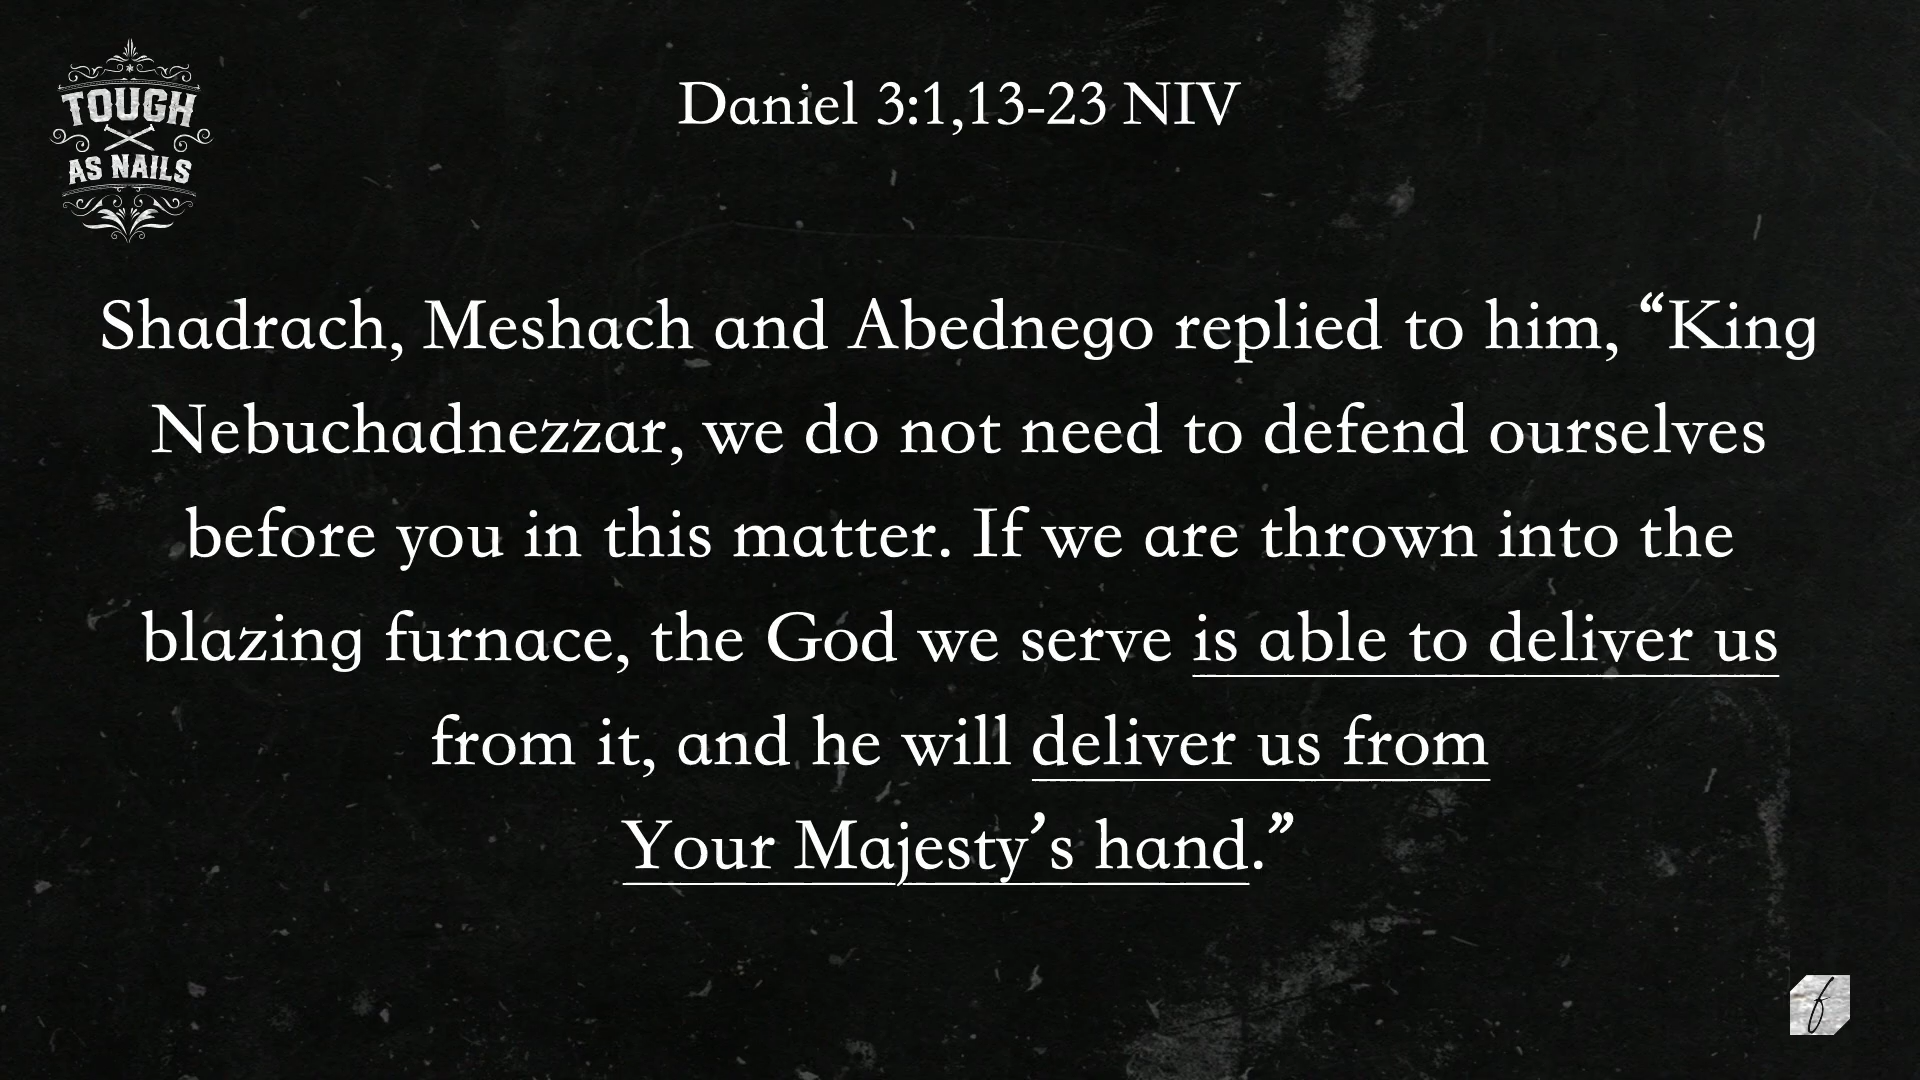 TOUGH
AS NAILS
Daniel 3:1,13-23 NIV
Shadrach, Meshach and Abednego replied to him, “King
Nebuchadnezzar, we do not need to defend ourselves
before you in this matter. If we are thrown into the
blazing furnace, the God we serve is able to deliver us
from it, and he will deliver us from
Your Majesty’s hand.”
f